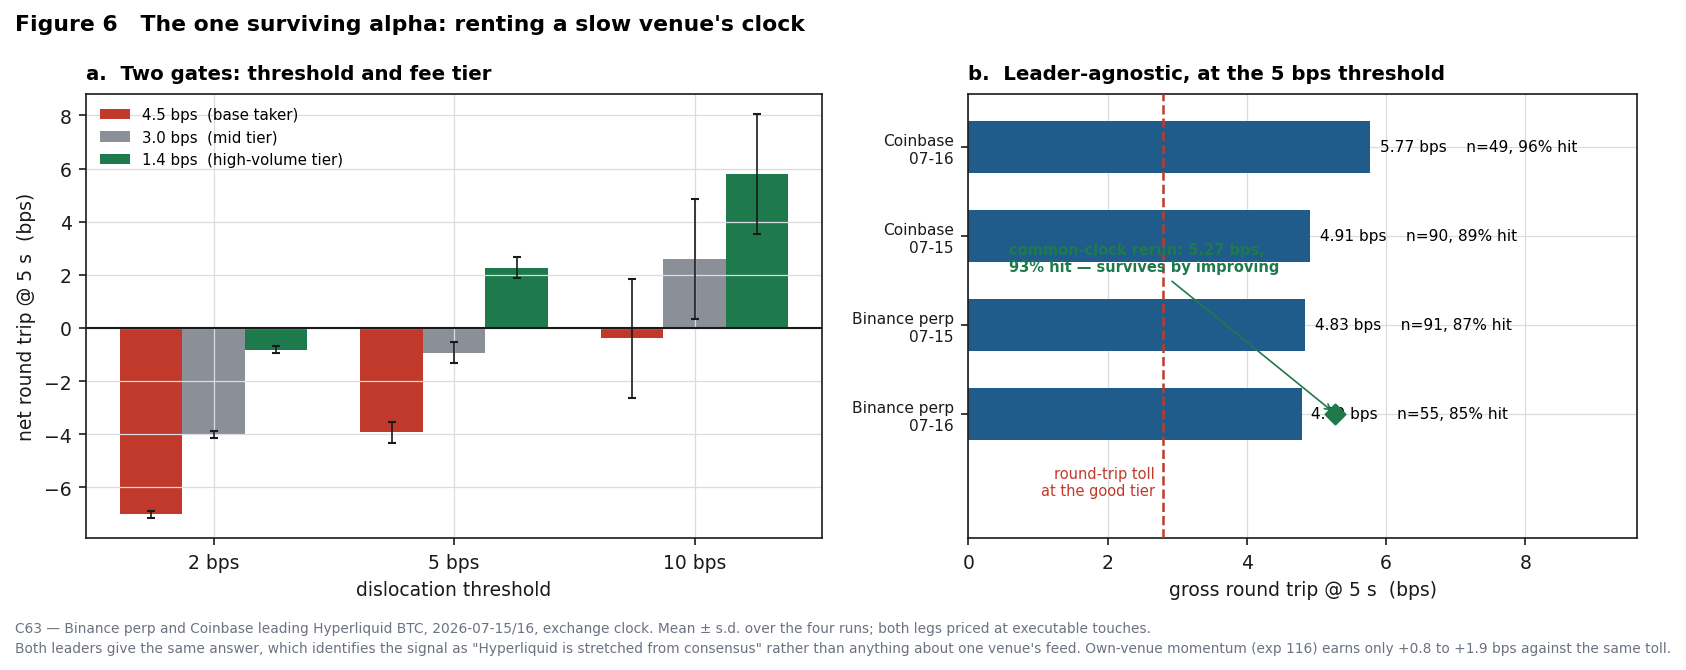 Figure 6   The one surviving alpha: renting a slow venue's clock
a.  Two gates: threshold and fee tier
4.5 bps  (base taker)
3.0 bps  (mid tier)
1.4 bps  (high-volume tier)
net round trip @ 5 s  (bps)
8
6
4
2
0
−2
−4
−6
2 bps
5 bps
10 bps
dislocation threshold
b.  Leader-agnostic, at the 5 bps threshold
Coinbase
07-16
5.77 bps    n=49, 96% hit
Coinbase
07-15
4.91 bps    n=90, 89% hit
common-clock rerun: 5.27 bps,
93% hit — survives by improving
Binance perp
07-15
4.83 bps    n=91, 87% hit
Binance perp
07-16
bps    n=55, 85% hit
round-trip toll
at the good tier
0
2
4
6
8
gross round trip @ 5 s  (bps)
C63 — Binance perp and Coinbase leading Hyperliquid BTC, 2026-07-15/16, exchange clock. Mean ± s.d. over the four runs; both legs priced at executable touches.
Both leaders give the same answer, which identifies the signal as "Hyperliquid is stretched from consensus" rather than anything about one venue's feed. Own-venue momentum (exp 116) earns only +0.8 to +1.9 bps against the same toll.